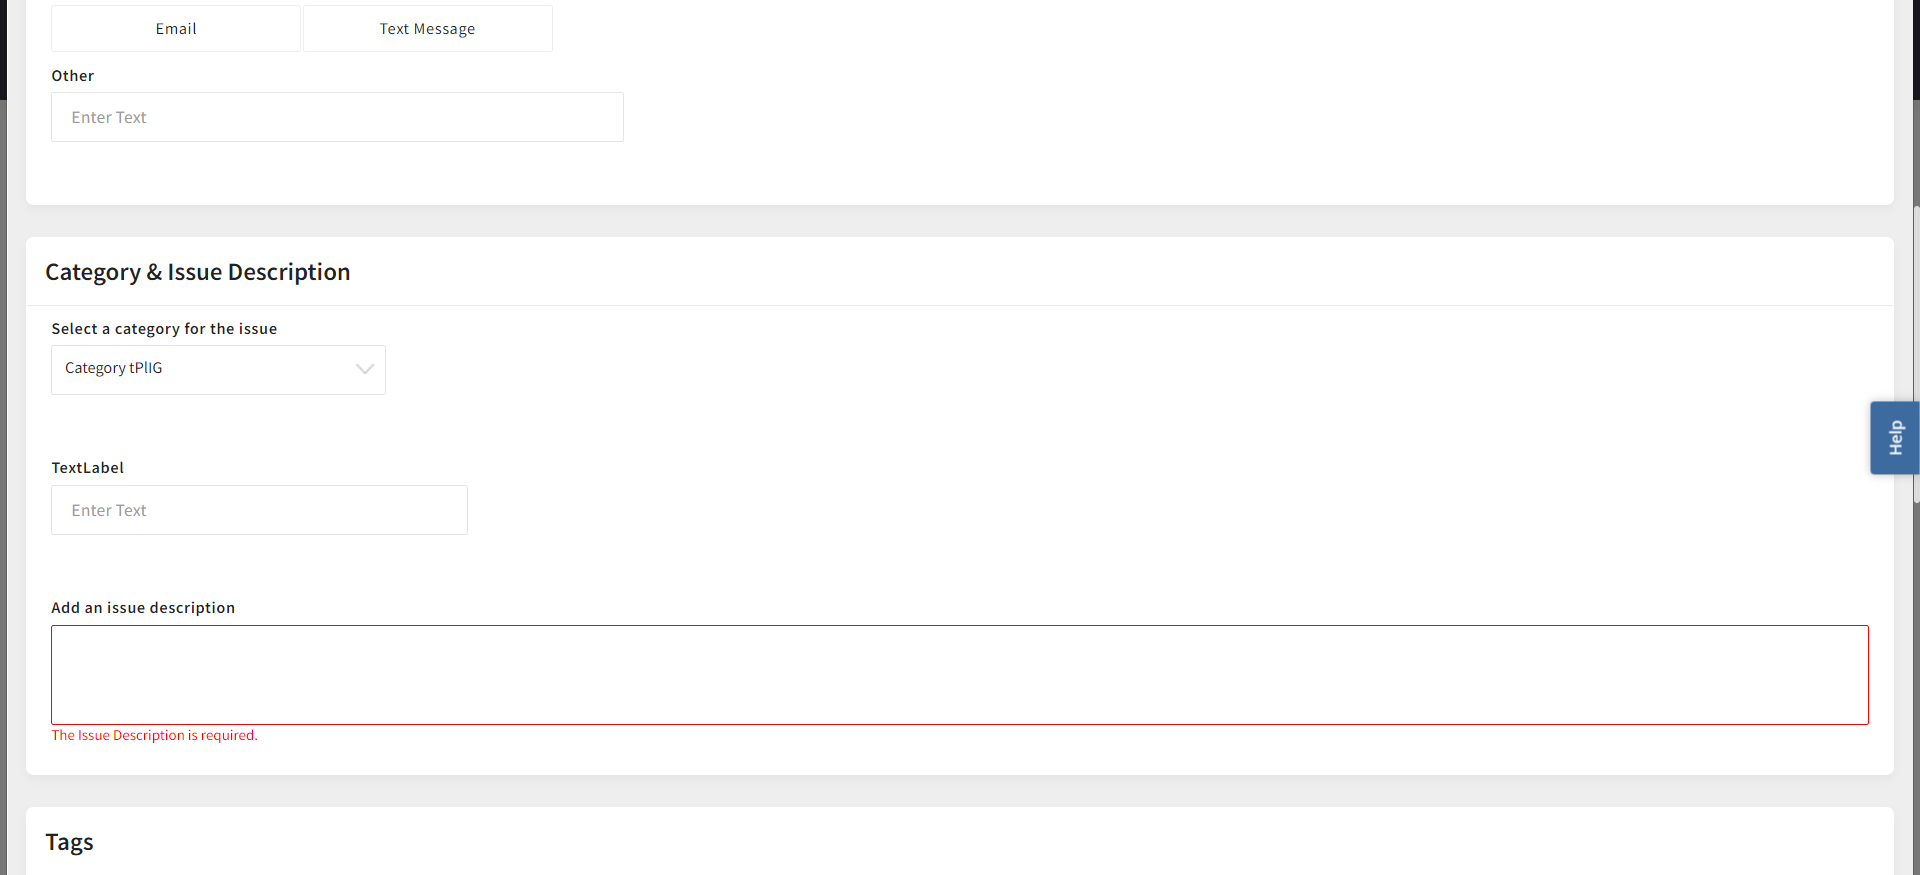 Email
Text Message
Other
Enter Text
Category & Issue Description
Select a category for the issue
Category tPlIG
Help
TextLabel
Enter Text
Add an issue description
The Issue Description is required.
Tags